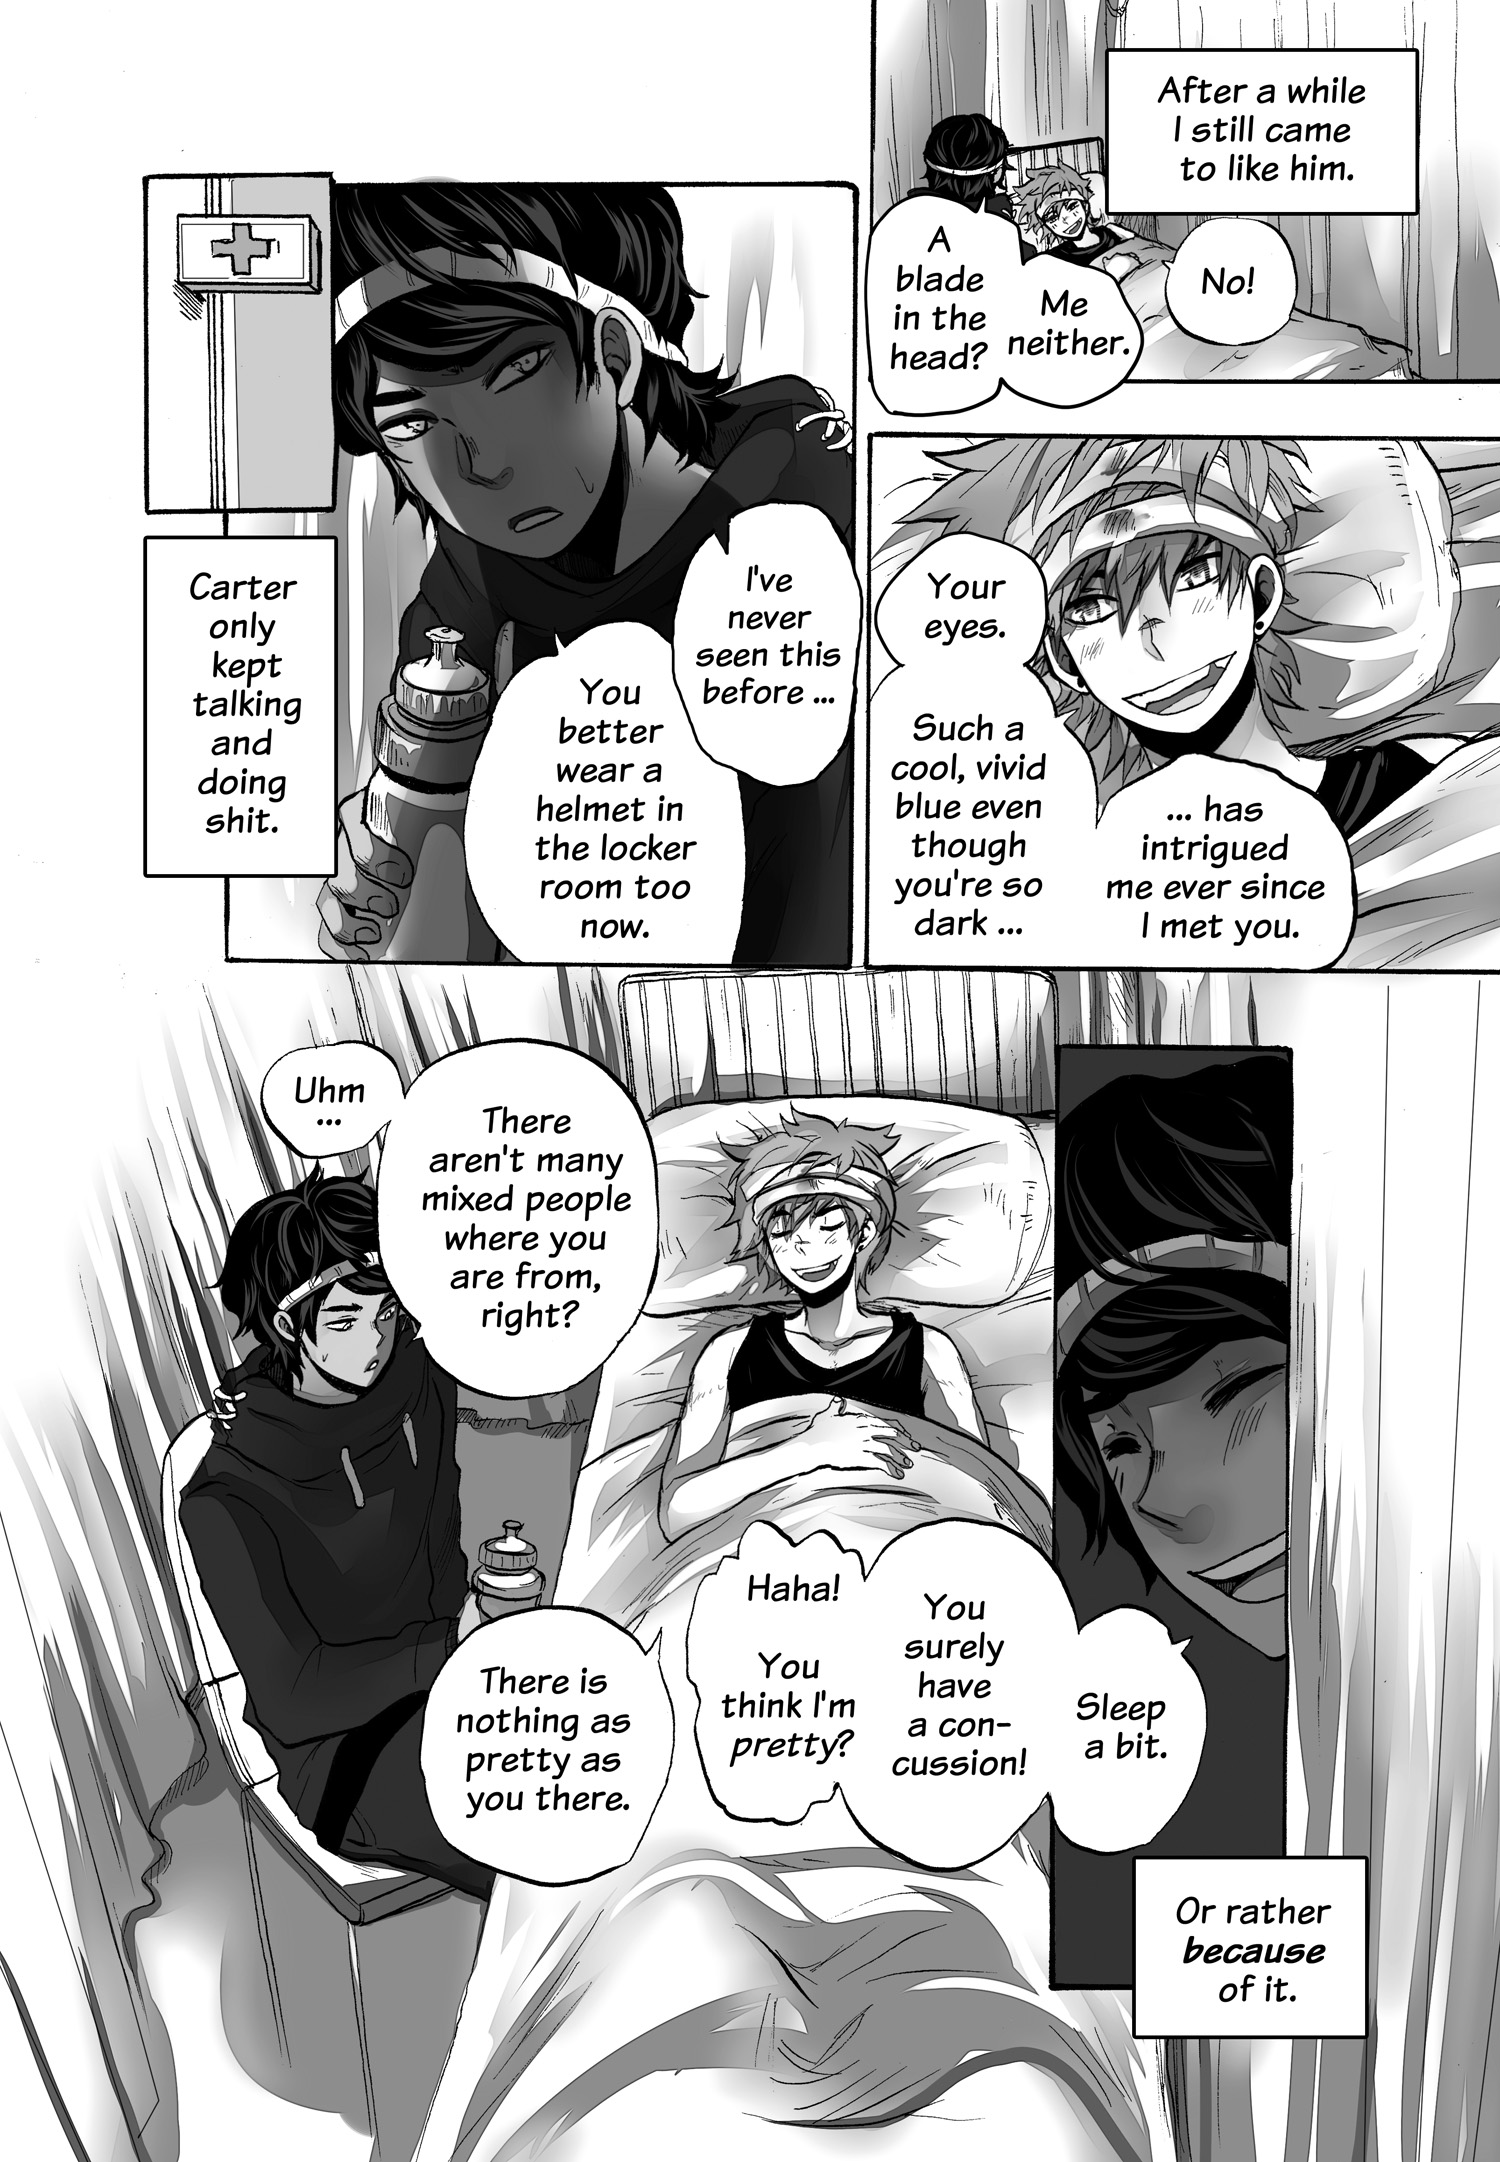 Carter
only
kept
talking
and
doing
shit.
You
better
wear a
helmet in
the locker
room too
now.
I've
never
seen this
before ...
After a while
I still came
to like him.
A
blade
in the
head?
Me
neither.
No!
Your
eyes.
Such a
cool, vivid
blue even
though
you're so
dark ...
... has
intrigued
me ever since
I met you.
Uhm
...
There
aren't many
mixed people
where you
are from,
right?
There is
nothing as
pretty as
you there.
Haha!
You
think I'm
pretty?
You
surely
have
a con-
cussion!
Sleep
a bit.
Or rather
because
of it.